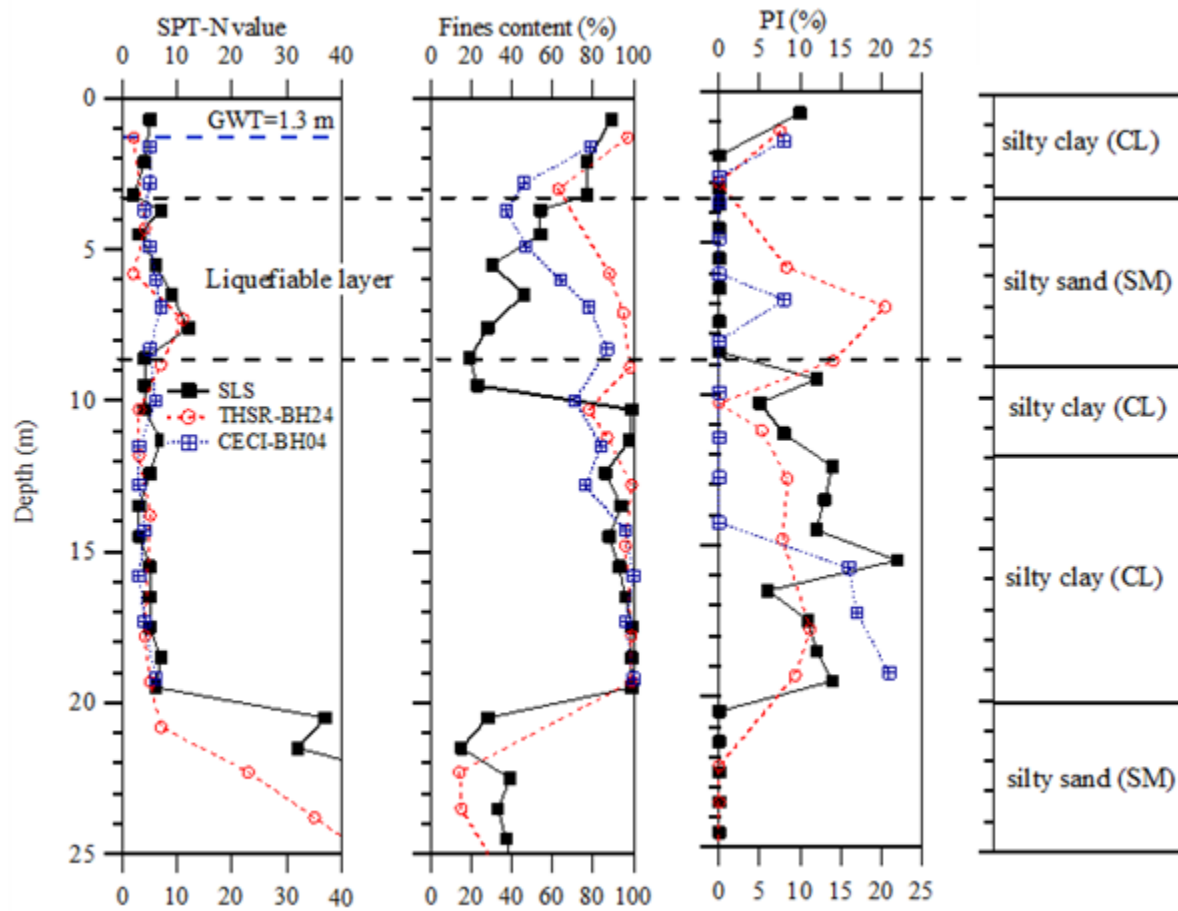 SPT-N value
Fines content (%)
PI (%)
0 10 20 30 40
0 20 40 60 80 100
0 5 10 15 20 25
0
5
10
15
20
25
Depth (m)
GWT=1.3 m
Liquefiable layer
SLS
THSR-BH24
CECI-BH04
silty clay (CL)
silty sand (SM)
silty clay (CL)
silty clay (CL)
silty sand (SM)
0 10 20 30 40
0 20 40 60 80 100
0 5 10 15 20 25